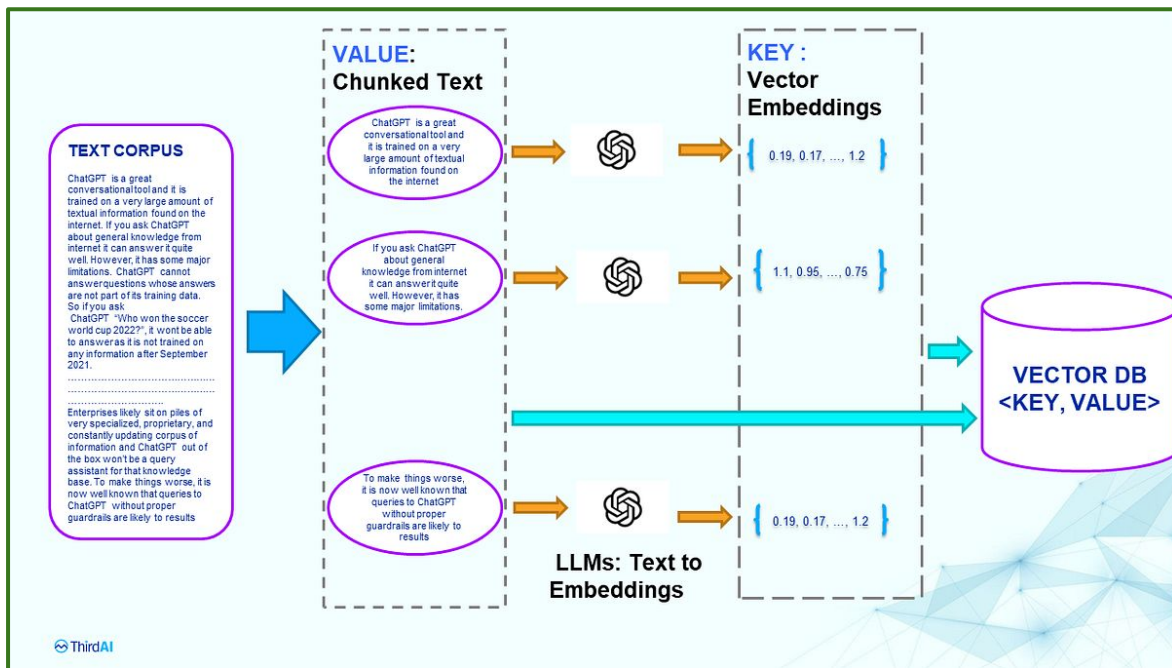 TEXT CORPUS
ChatGPT is a great
conversational tool and it is
trained on a very large amount of
textual information found on the
internet. If you ask ChatGPT
about general knowledge from
internet it can answer it quite
well. However, it has some major
limitations. ChatGPT cannot
answer questions whose answers
are not part of its training data.
So if you ask
ChatGPT “Who won the soccer
world cup 2022?”, it wont be able
to answer as it is not trained on
any information after September
2021.
………………………………………
………………………………………
………………………..
Enterprises likely sit on piles of
very specialized, proprietary, and
constantly updating corpus of
information and ChatGPT out of
the box won’t be a query
assistant for that knowledge
base. To make things worse, it is
now well known that queries to
ChatGPT without proper
guardrails are likely to results
VALUE:
Chunked Text
ChatGPT is a great
conversational tool and
it is trained on a very
large amount of textual
information found on
the internet
If you ask ChatGPT
about general
knowledge from internet
it can answer it quite
well. However, it has
some major limitations.
To make things worse,
it is now well known that
queries to ChatGPT
without proper
guardrails are likely to
results
LLMs: Text to
Embeddings
KEY :
Vector
Embeddings
{ 0.19, 0.17, …, 1.2 }
{ 1.1, 0.95, …, 0.75 }
{ 0.19, 0.17, …, 1.2 }
VECTOR DB
<KEY, VALUE>
ThirdAI